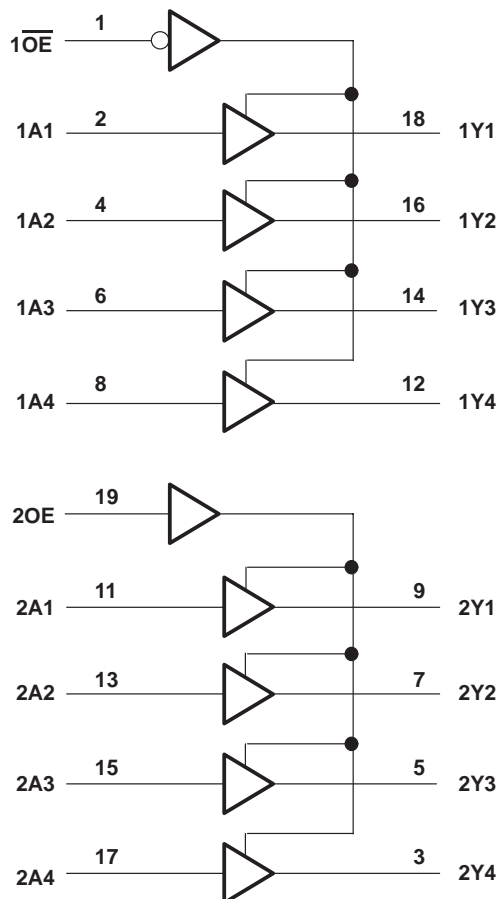 1O̅E̅ 1
1A1 2 18 1Y1
1A2 4 16 1Y2
1A3 6 14 1Y3
1A4 8 12 1Y4
2OE 19
2A1 11 9 2Y1
2A2 13 7 2Y2
2A3 15 5 2Y3
2A4 17 3 2Y4